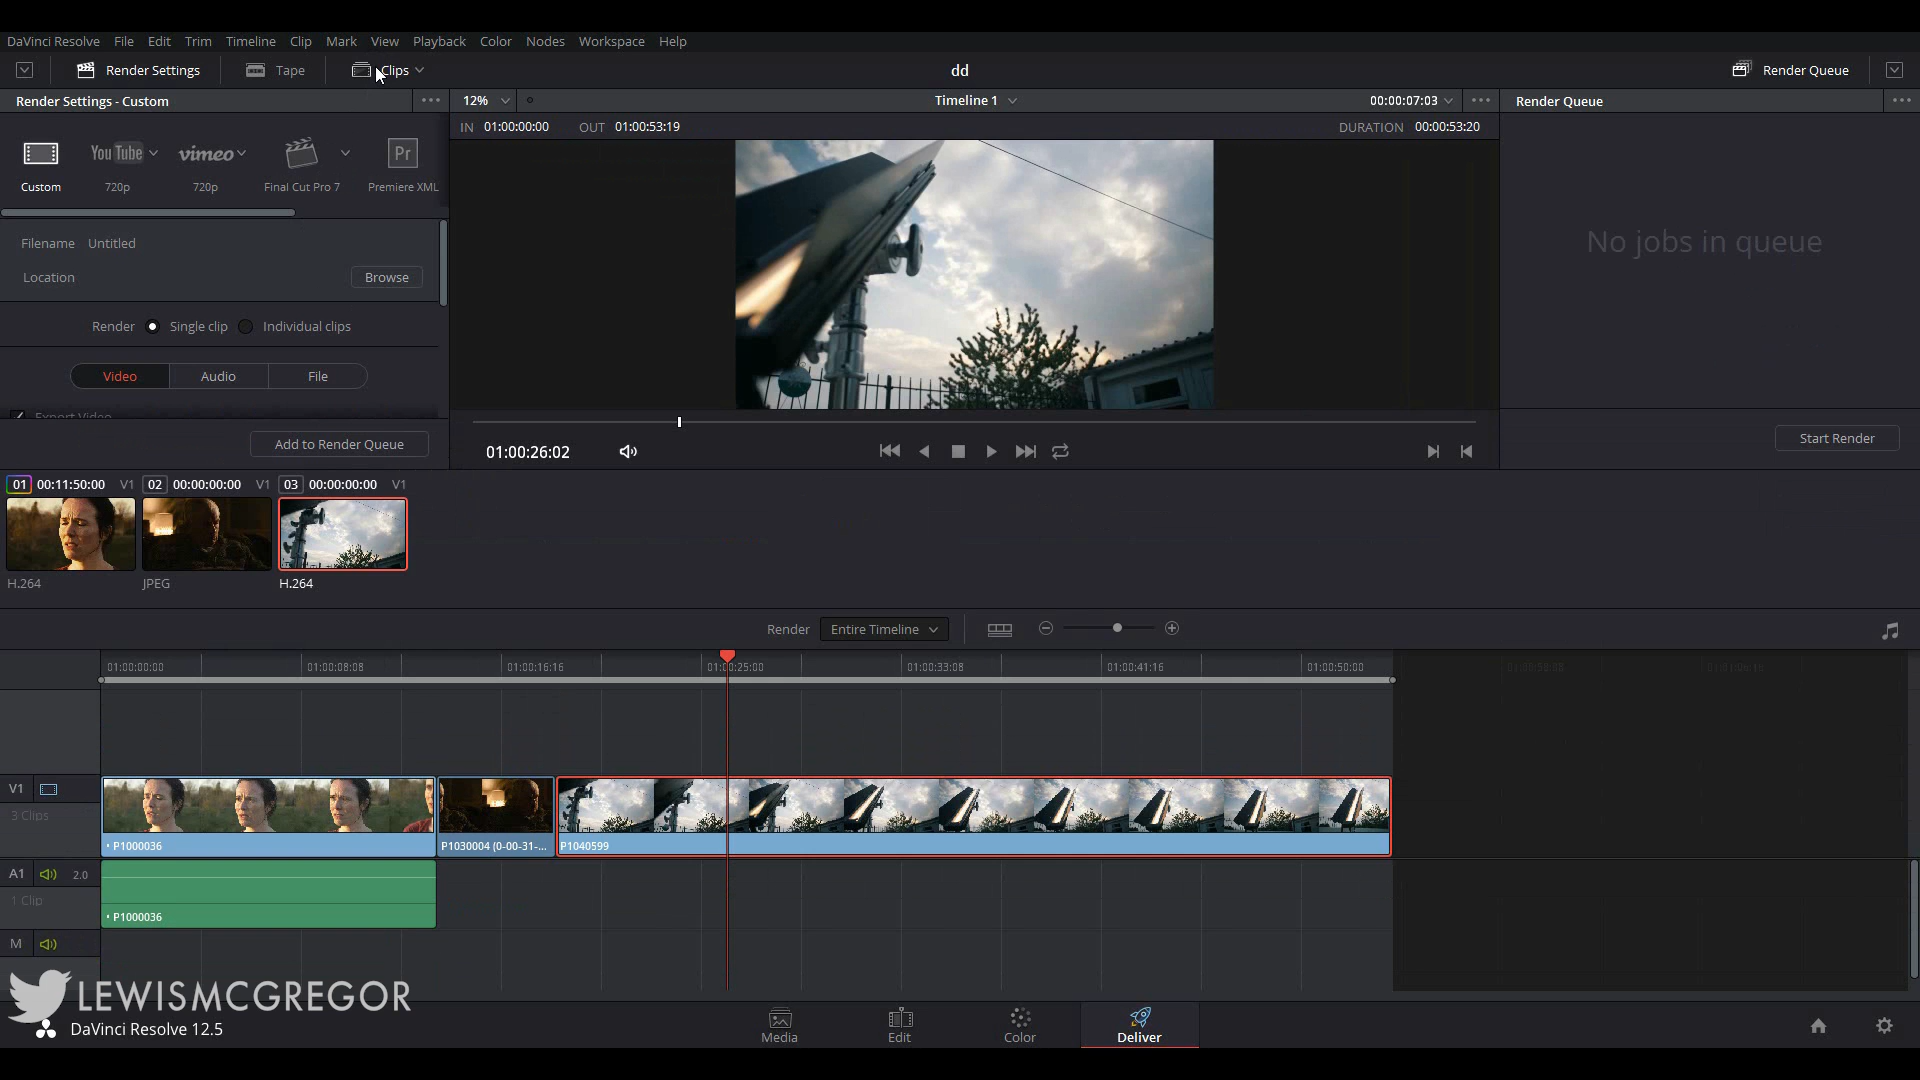 DaVinci Resolve File Edit Trim Timeline Clip Mark View Playback Color Nodes Workspace Help
Render Settings Tape Clips dd Render Queue
Render Settings - Custom 12% Timeline 1 00:00:07:03 Render Queue
IN 01:00:00:00 OUT 01:00:53:19 DURATION 00:00:53:20
YouTube vimeo Pr
Custom 720p 720p Final Cut Pro 7 Premiere XML
Filename Untitled
Location Browse
Render Single clip Individual clips
Video Audio File
Export Video
Add to Render Queue
No jobs in queue
01:00:26:02
Start Render
01 00:11:50:00 V1 02 00:00:00:00 V1 03 00:00:00:00 V1
H.264 JPEG H.264
Render Entire Timeline
01:00:00:00 01:00:08:08 01:00:16:16 01:00:25:00 01:00:33:08 01:00:41:16 01:00:50:00
V1
3 Clips
P1000036 P1030004 (0-00-31-... P1040599
A1 2.0
1 Clip
P1000036
M
LEWISMCGREGOR
DaVinci Resolve 12.5
Media Edit Color Deliver